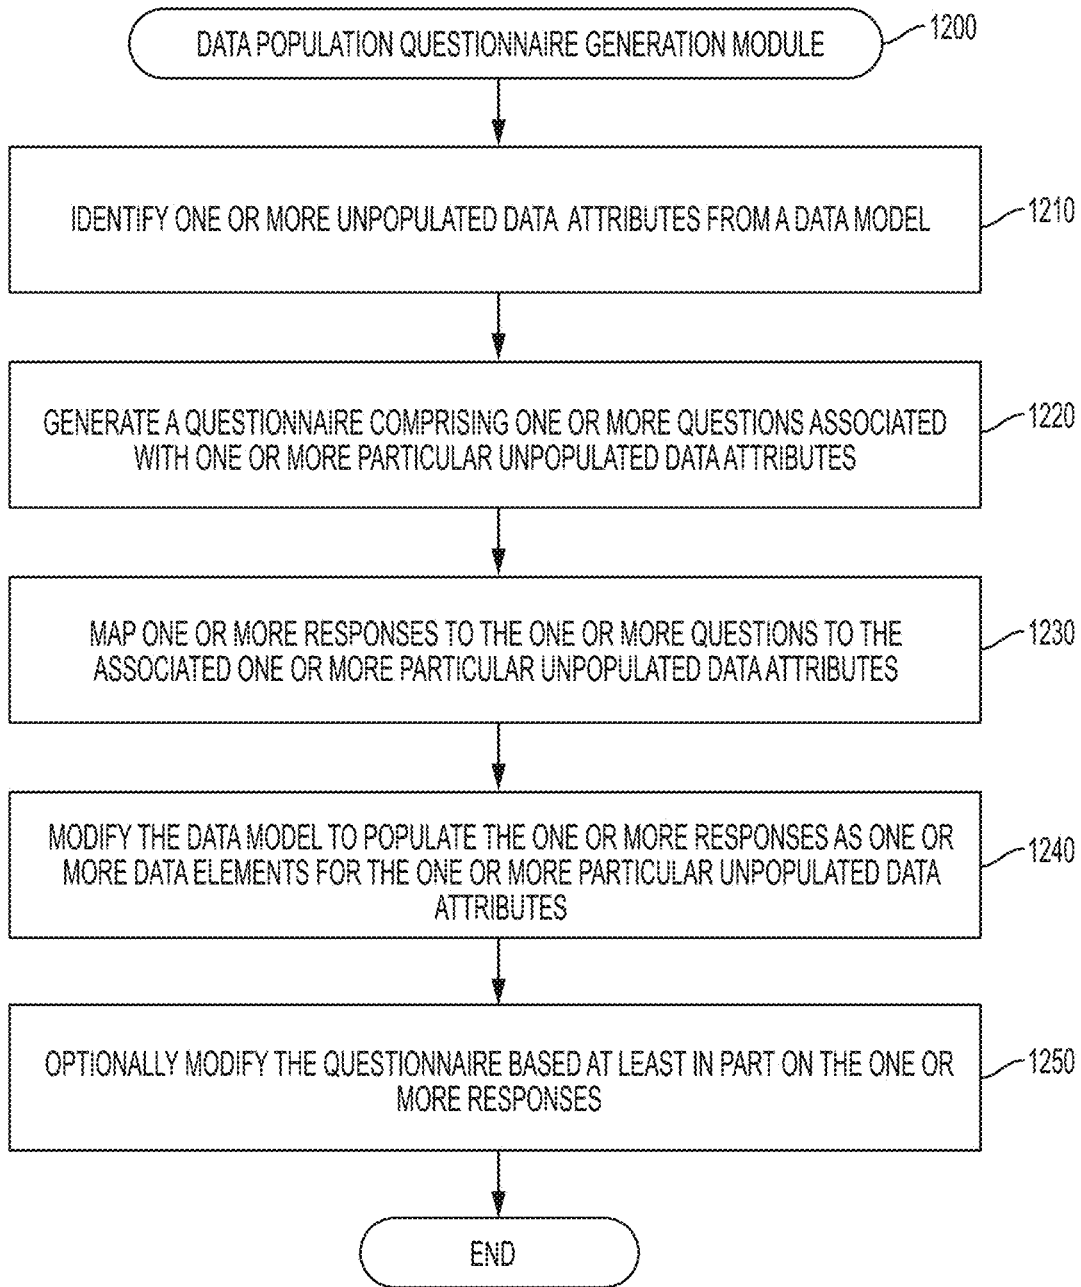 DATA POPULATION QUESTIONNAIRE GENERATION MODULE
1200
IDENTIFY ONE OR MORE UNPOPULATED DATA ATTRIBUTES FROM A DATA MODEL
1210
GENERATE A QUESTIONNAIRE COMPRISING ONE OR MORE QUESTIONS ASSOCIATED
WITH ONE OR MORE PARTICULAR UNPOPULATED DATA ATTRIBUTES
1220
MAP ONE OR MORE RESPONSES TO THE ONE OR MORE QUESTIONS TO THE
ASSOCIATED ONE OR MORE PARTICULAR UNPOPULATED DATA ATTRIBUTES
1230
MODIFY THE DATA MODEL TO POPULATE THE ONE OR MORE RESPONSES AS ONE OR
MORE DATA ELEMENTS FOR THE ONE OR MORE PARTICULAR UNPOPULATED DATA
ATTRIBUTES
1240
OPTIONALLY MODIFY THE QUESTIONNAIRE BASED AT LEAST IN PART ON THE ONE OR
MORE RESPONSES
1250
END